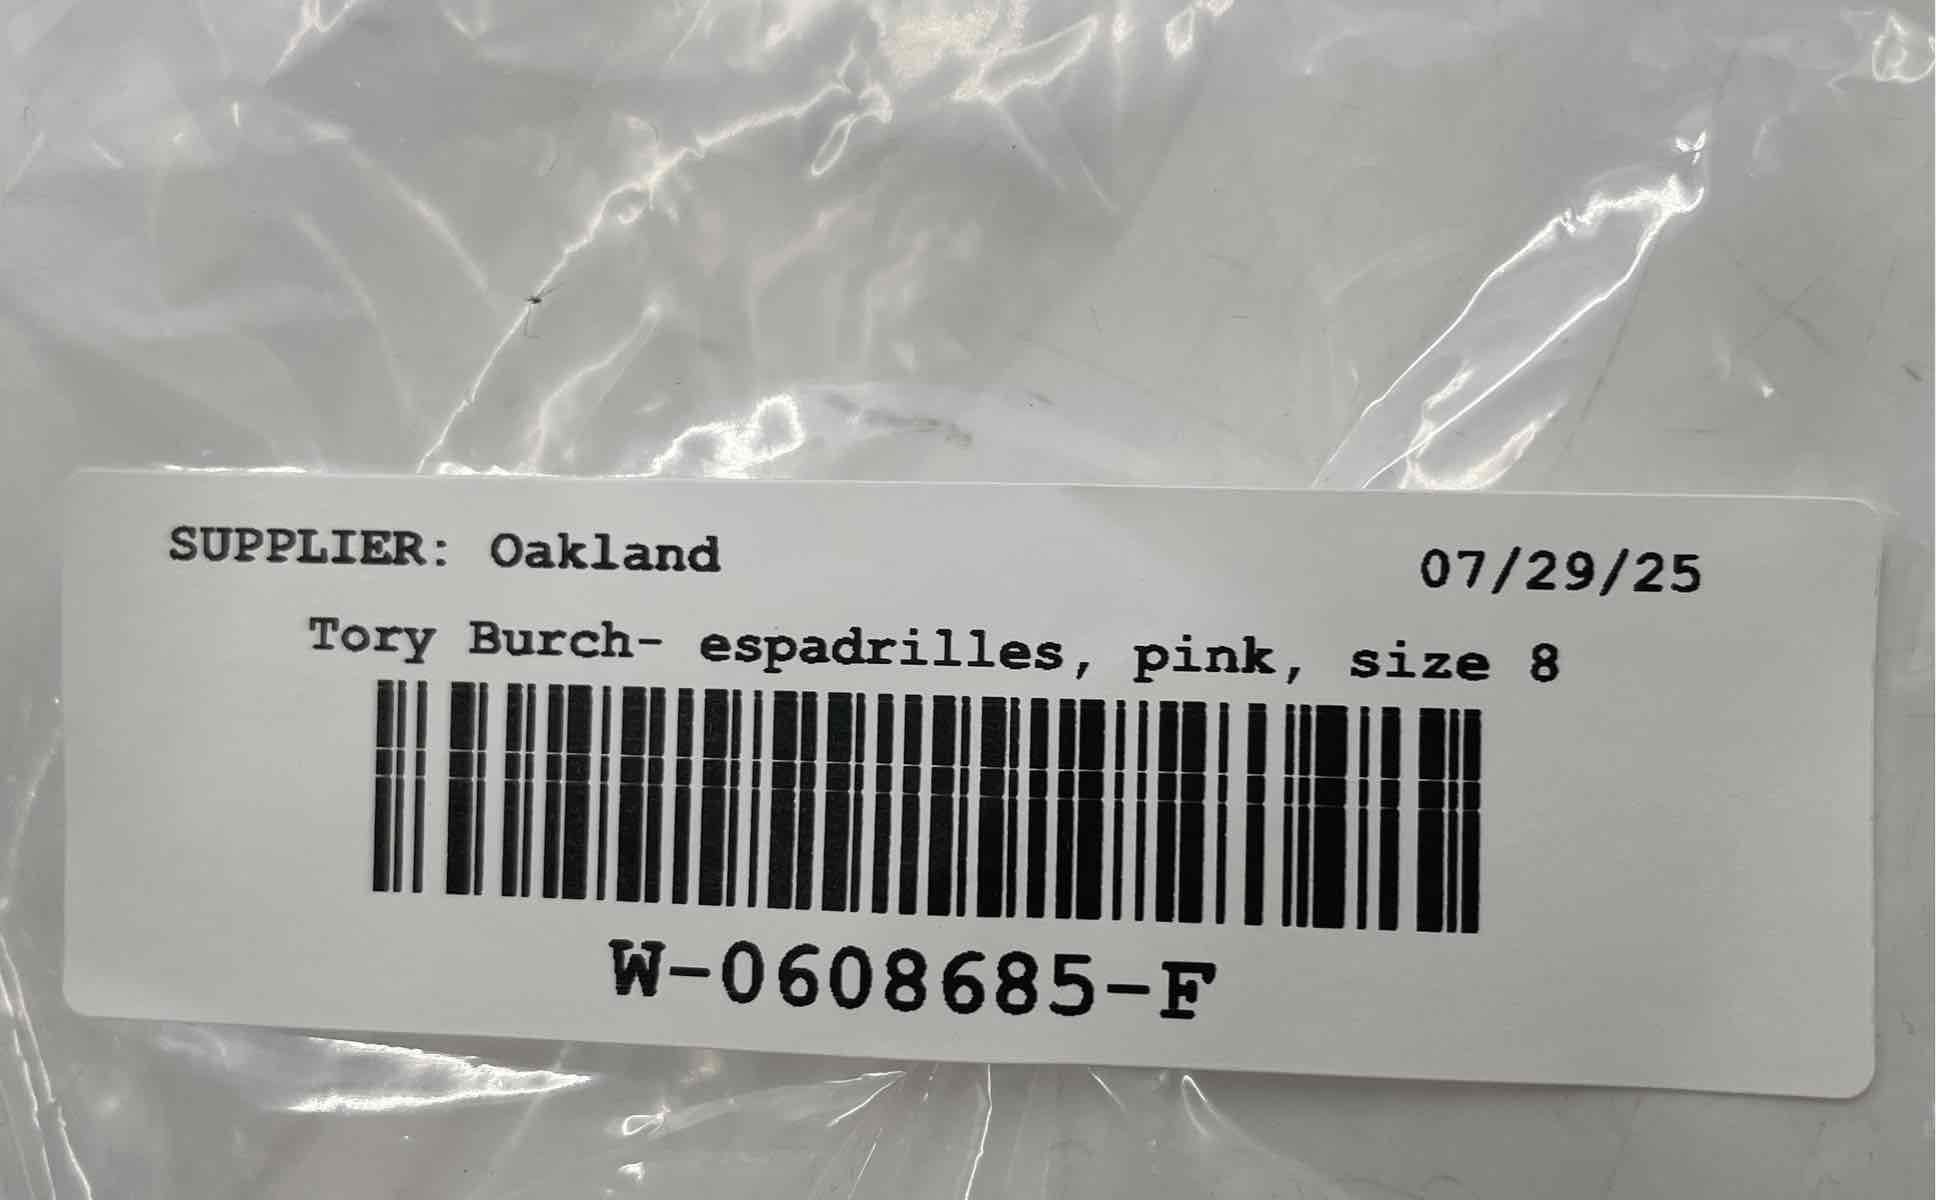 SUPPLIER: Oakland 07/29/25
Tory Burch- espadrilles, pink, size 8
W-0608685-F